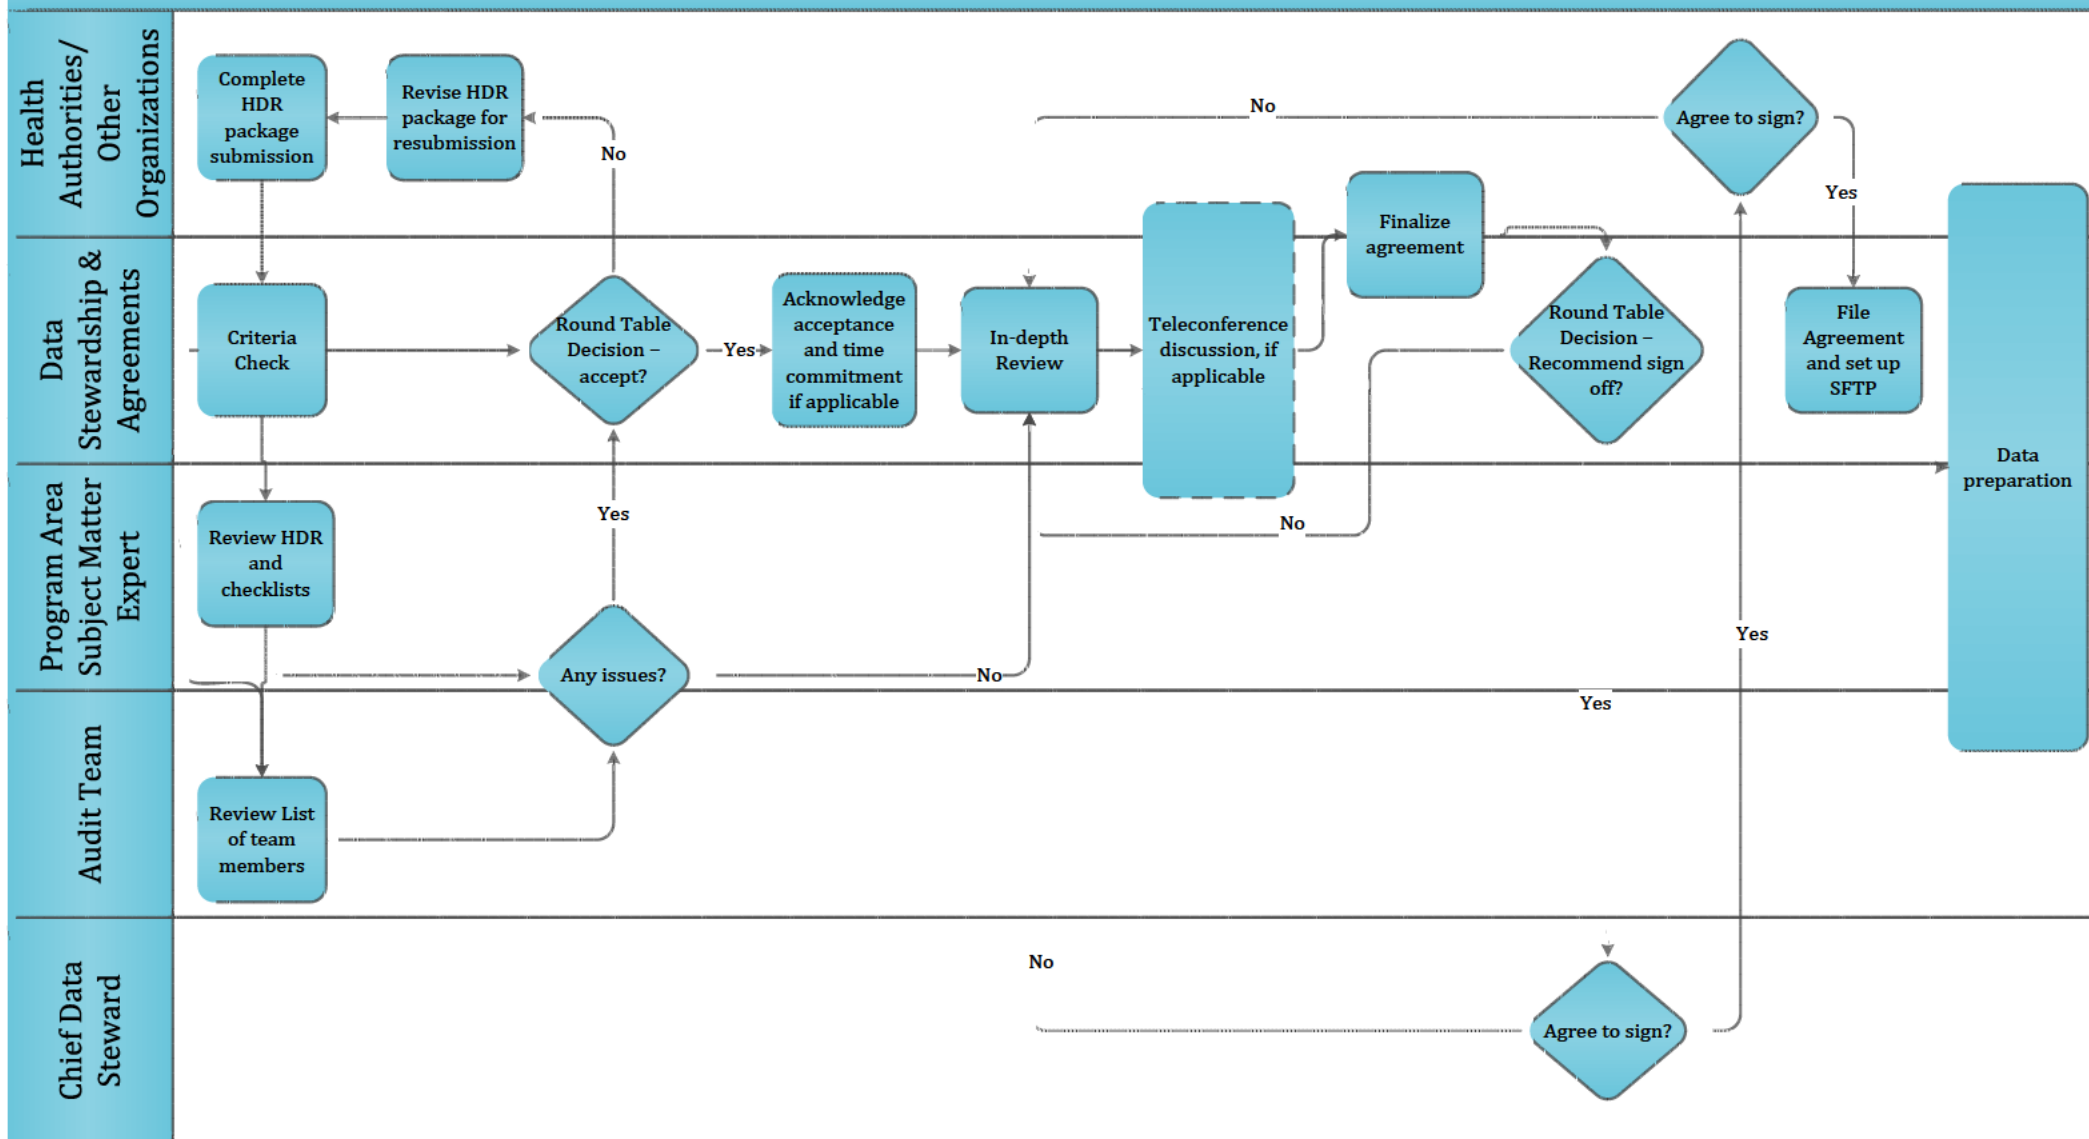 Health
Authorities/
Other
Organizations
Complete
HDR
package
submission
Revise HDR
package for
resubmission
No
No
Agree to sign?
Yes
Finalize
agreement
Data
Stewardship &
Agreements
Criteria
Check
Round Table
Decision –
accept?
Yes
Acknowledge
acceptance
and time
commitment
if applicable
In-depth
Review
Teleconference
discussion, if
applicable
Round Table
Decision –
Recommend sign
off?
File
Agreement
and set up
SFTP
Data
preparation
Program Area
Subject Matter
Expert
Review HDR
and
checklists
Yes
No
Any issues?
No
Yes
Yes
Audit Team
Review List
of team
members
Chief Data
Steward
No
Agree to sign?